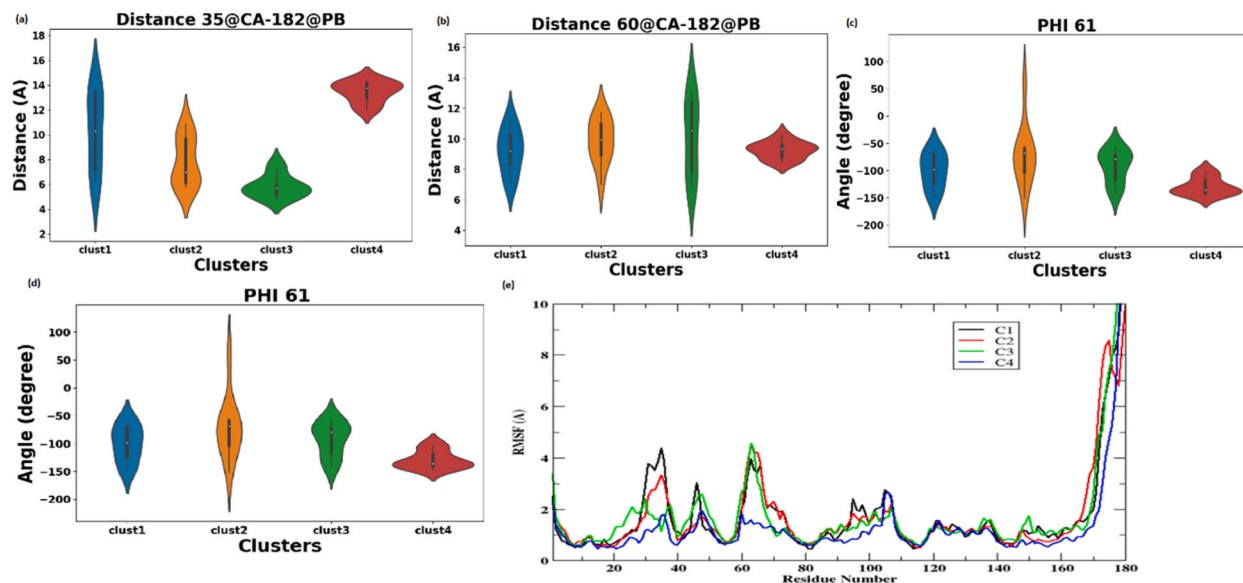 (a)
Distance 35@CA-182@PB
18
16
14
12
10
8
6
4
2
Distance (A)
clust1 clust2 clust3 clust4
Clusters
(b)
Distance 60@CA-182@PB
16
14
12
10
8
6
4
Distance (A)
clust1 clust2 clust3 clust4
Clusters
(c)
PHI 61
100
50
0
−50
−100
−150
−200
Angle (degree)
clust1 clust2 clust3 clust4
Clusters
(d)
PHI 61
100
50
0
−50
−100
−150
−200
Angle (degree)
clust1 clust2 clust3 clust4
Clusters
(e)
10
8
6
4
2
0
RMSF (A)
C1
C2
C3
C4
20 40 60 80 100 120 140 160 180
Residue Number